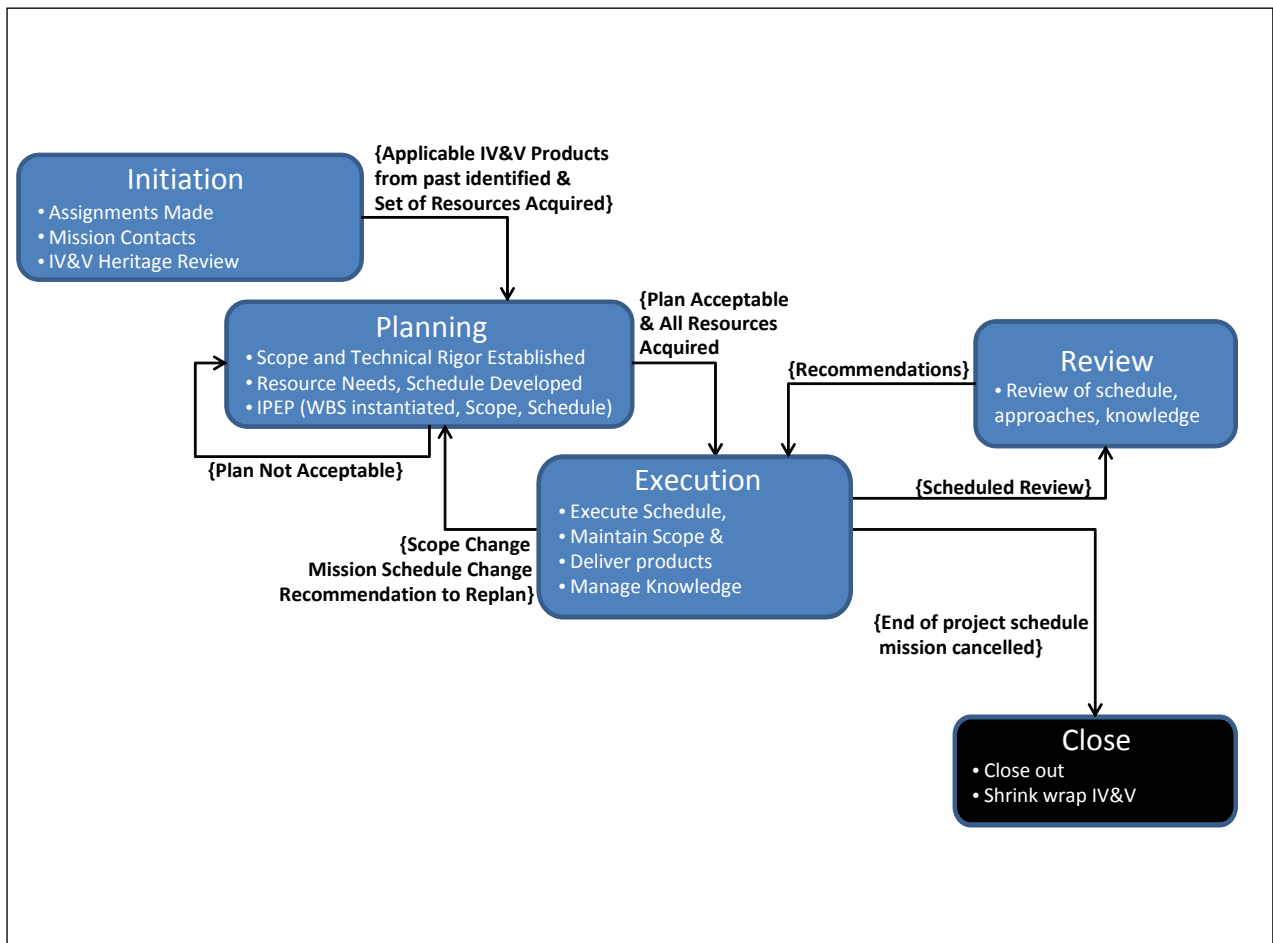 Initiation
• Assignments Made
• Mission Contacts
• IV&V Heritage Review
{Applicable IV&V Products
from past identified &
Set of Resources Acquired}
Planning
• Scope and Technical Rigor Established
• Resource Needs, Schedule Developed
• IPEP (WBS instantiated, Scope, Schedule)
{Plan Acceptable
& All Resources
Acquired
{Plan Not Acceptable}
{Recommendations}
Review
• Review of schedule,
approaches, knowledge
{Scheduled Review}
Execution
• Execute Schedule,
• Maintain Scope &
• Deliver products
• Manage Knowledge
{Scope Change
Mission Schedule Change
Recommendation to Replan}
{End of project schedule
mission cancelled}
Close
• Close out
• Shrink wrap IV&V